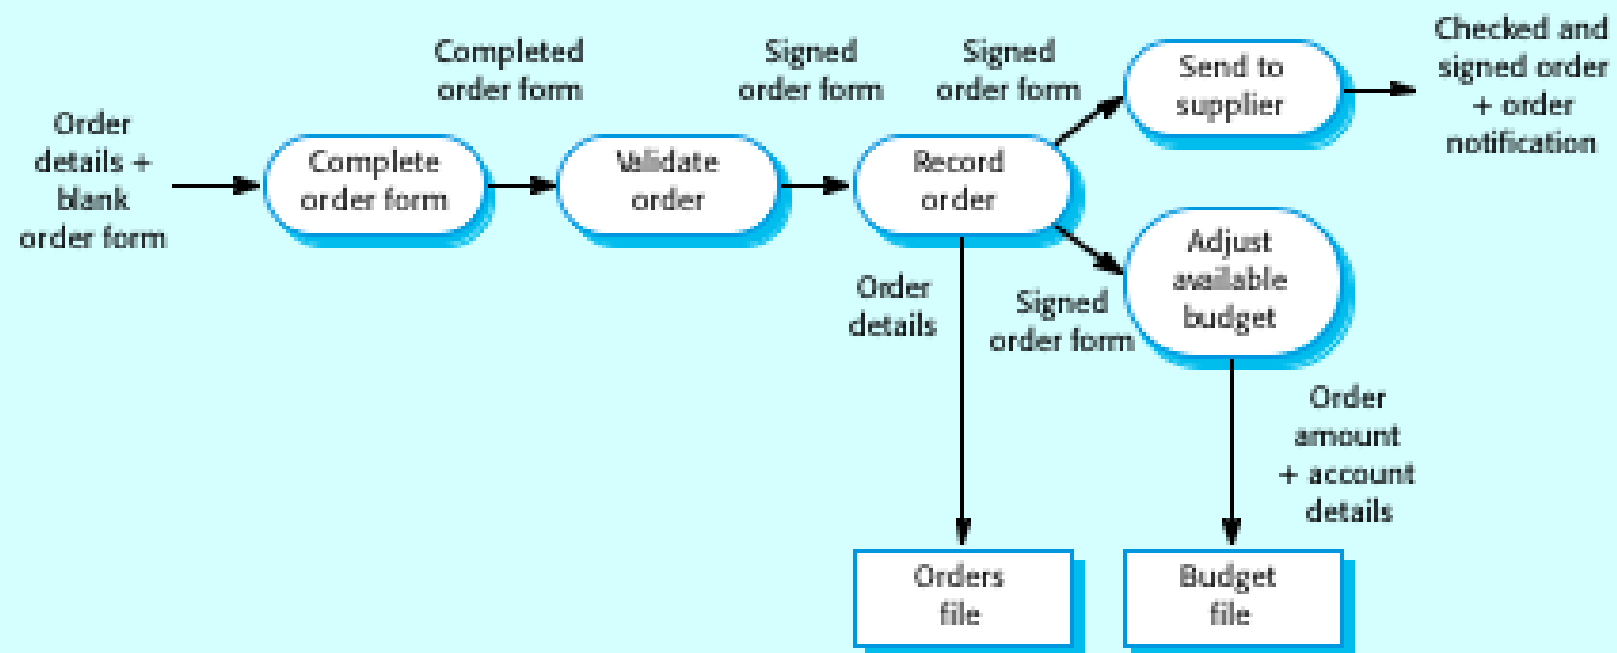 Order
details +
blank
order form
Complete
order form
Completed
order form
Validate
order
Signed
order form
Record
order
Signed
order form
Send to
supplier
Checked and
signed order
+ order
notification
Order
details
Signed
order form
Adjust
available
budget
Order
amount
+ account
details
Orders
file
Budget
file